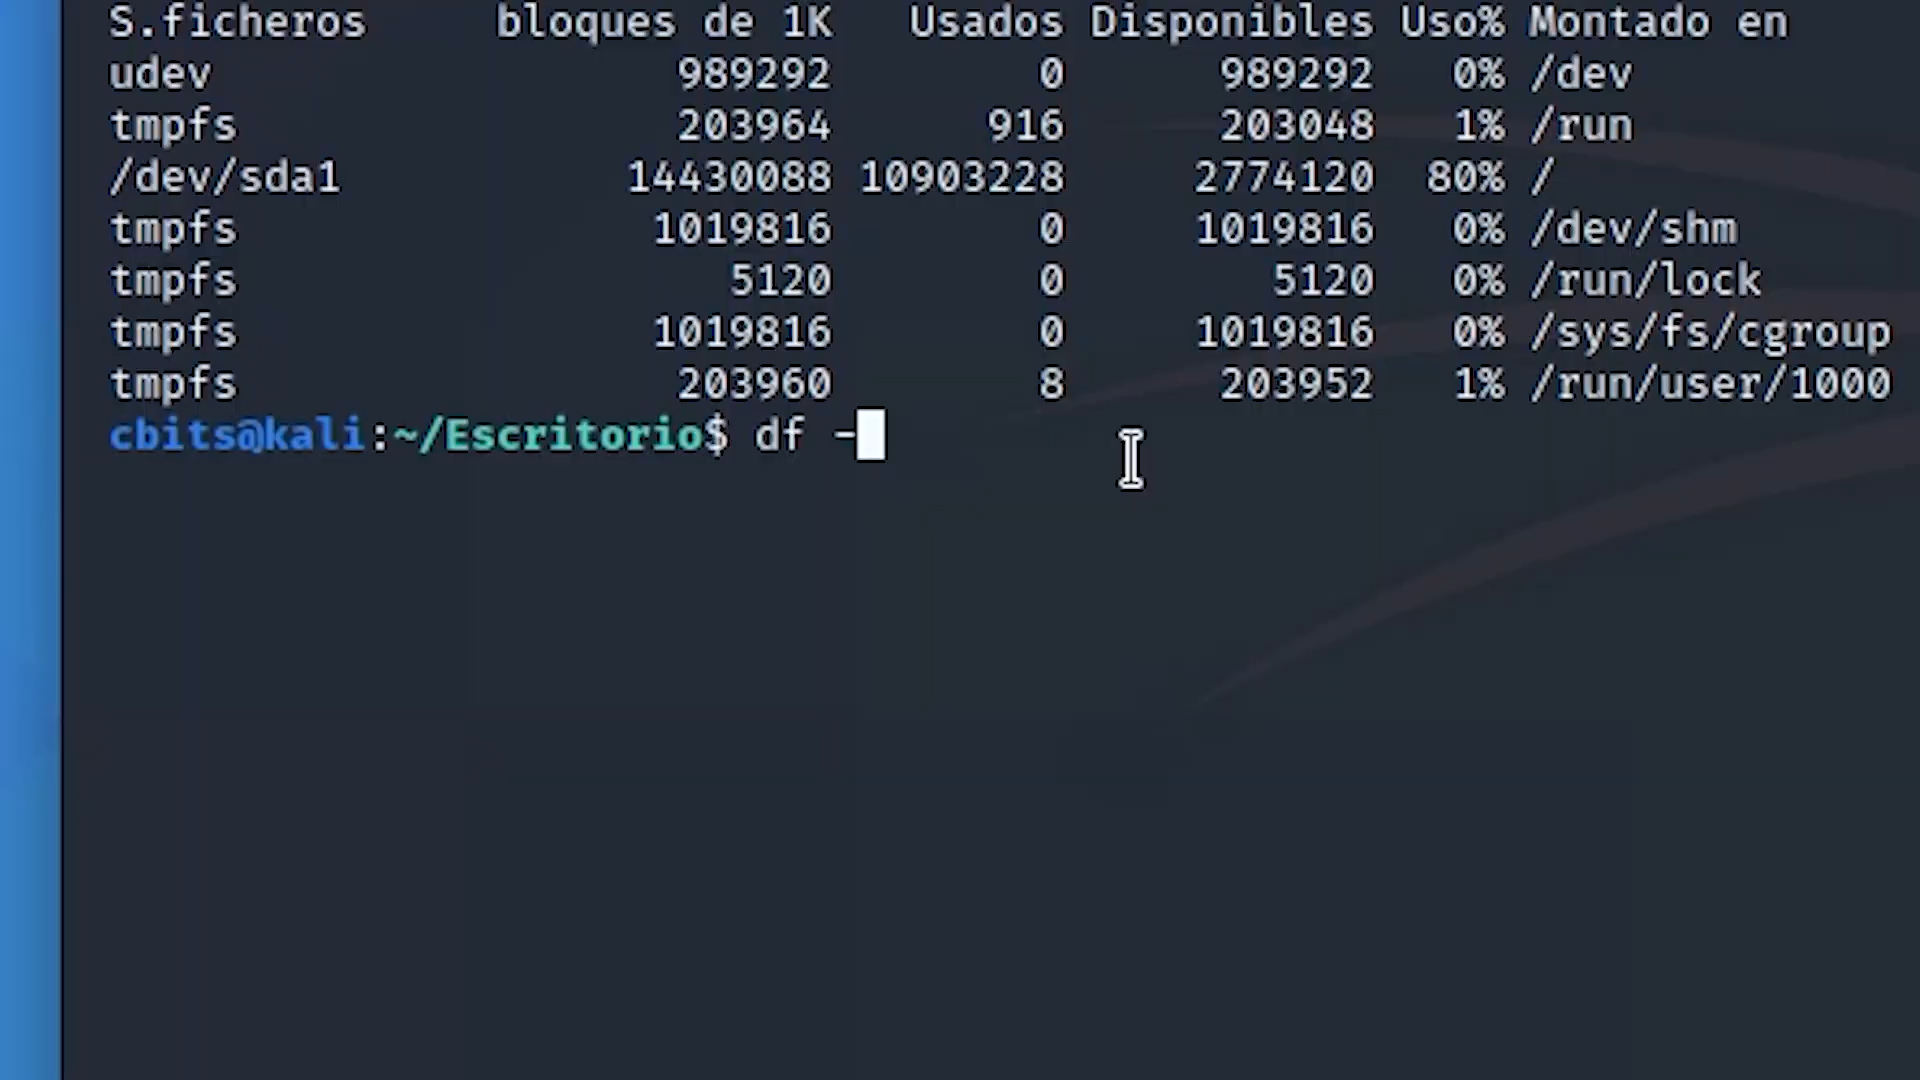 S.ficheros bloques de 1K Usados Disponibles Uso% Montado en
udev 989292 0 989292 0% /dev
tmpfs 203964 916 203048 1% /run
/dev/sda1 14430088 10903228 2774120 80% /
tmpfs 1019816 0 1019816 0% /dev/shm
tmpfs 5120 0 5120 0% /run/lock
tmpfs 1019816 0 1019816 0% /sys/fs/cgroup
tmpfs 203960 8 203952 1% /run/user/1000
cbits@kali:~/Escritorio$ df -